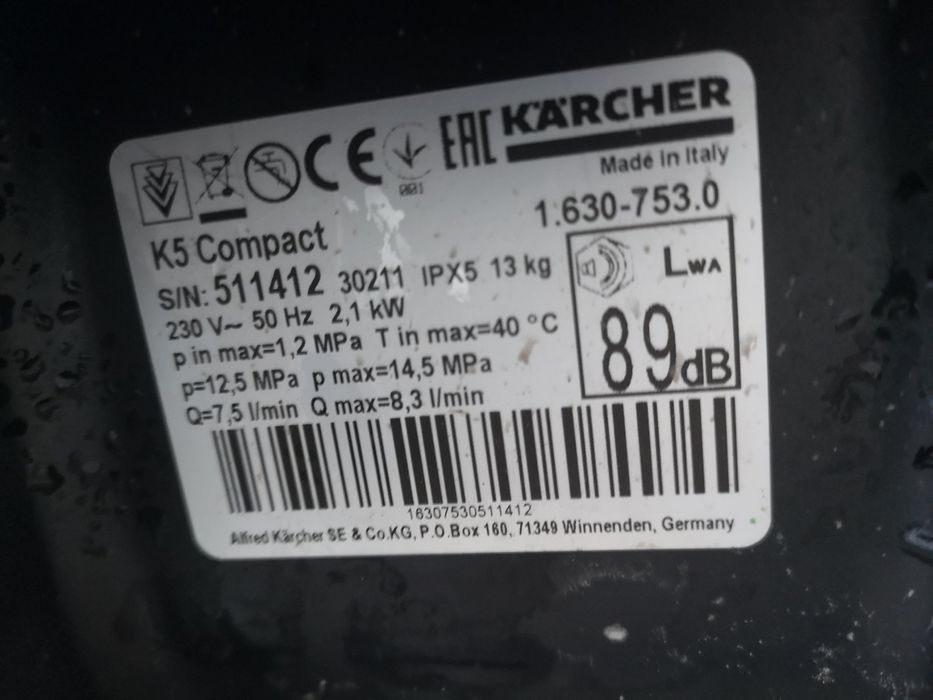 CE 001 EAC KÄRCHER
Made in Italy
1.630-753.0
K5 Compact
S/N: 511412 30211 IPX5 13 kg
230 V~ 50 Hz 2,1 kW
p in max=1,2 MPa T in max=40 °C
p=12,5 MPa p max=14,5 MPa
Q=7,5 l/min Q max=8,3 l/min
LWA
89dB
16307530511412
Alfred Kärcher SE & Co.KG, P.O.Box 160, 71349 Winnenden, Germany